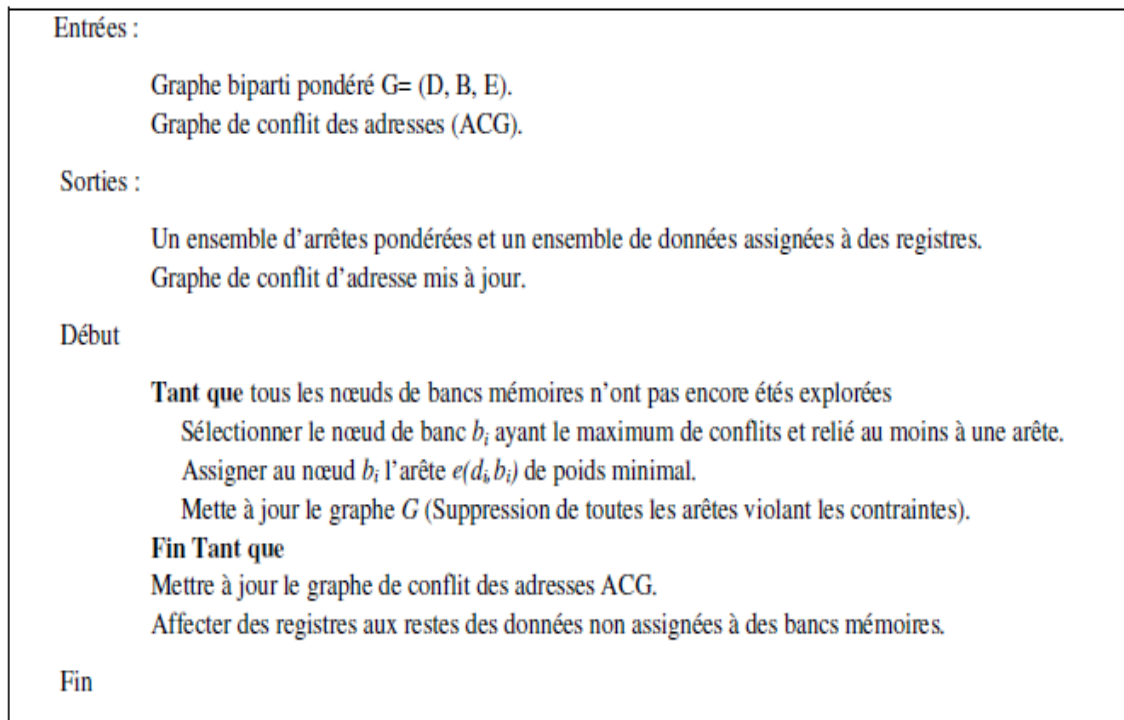 Entrées :
Graphe biparti pondéré G= (D, B, E).
Graphe de conflit des adresses (ACG).
Sorties :
Un ensemble d’arrêtes pondérées et un ensemble de données assignées à des registres.
Graphe de conflit d’adresse mis à jour.
Début
Tant que tous les nœuds de bancs mémoires n’ont pas encore étés explorées
Sélectionner le nœud de banc bi ayant le maximum de conflits et relié au moins à une arête.
Assigner au nœud bi l’arête e(di,bi) de poids minimal.
Mette à jour le graphe G (Suppression de toutes les arêtes violant les contraintes).
Fin Tant que
Mettre à jour le graphe de conflit des adresses ACG.
Affecter des registres aux restes des données non assignées à des bancs mémoires.
Fin